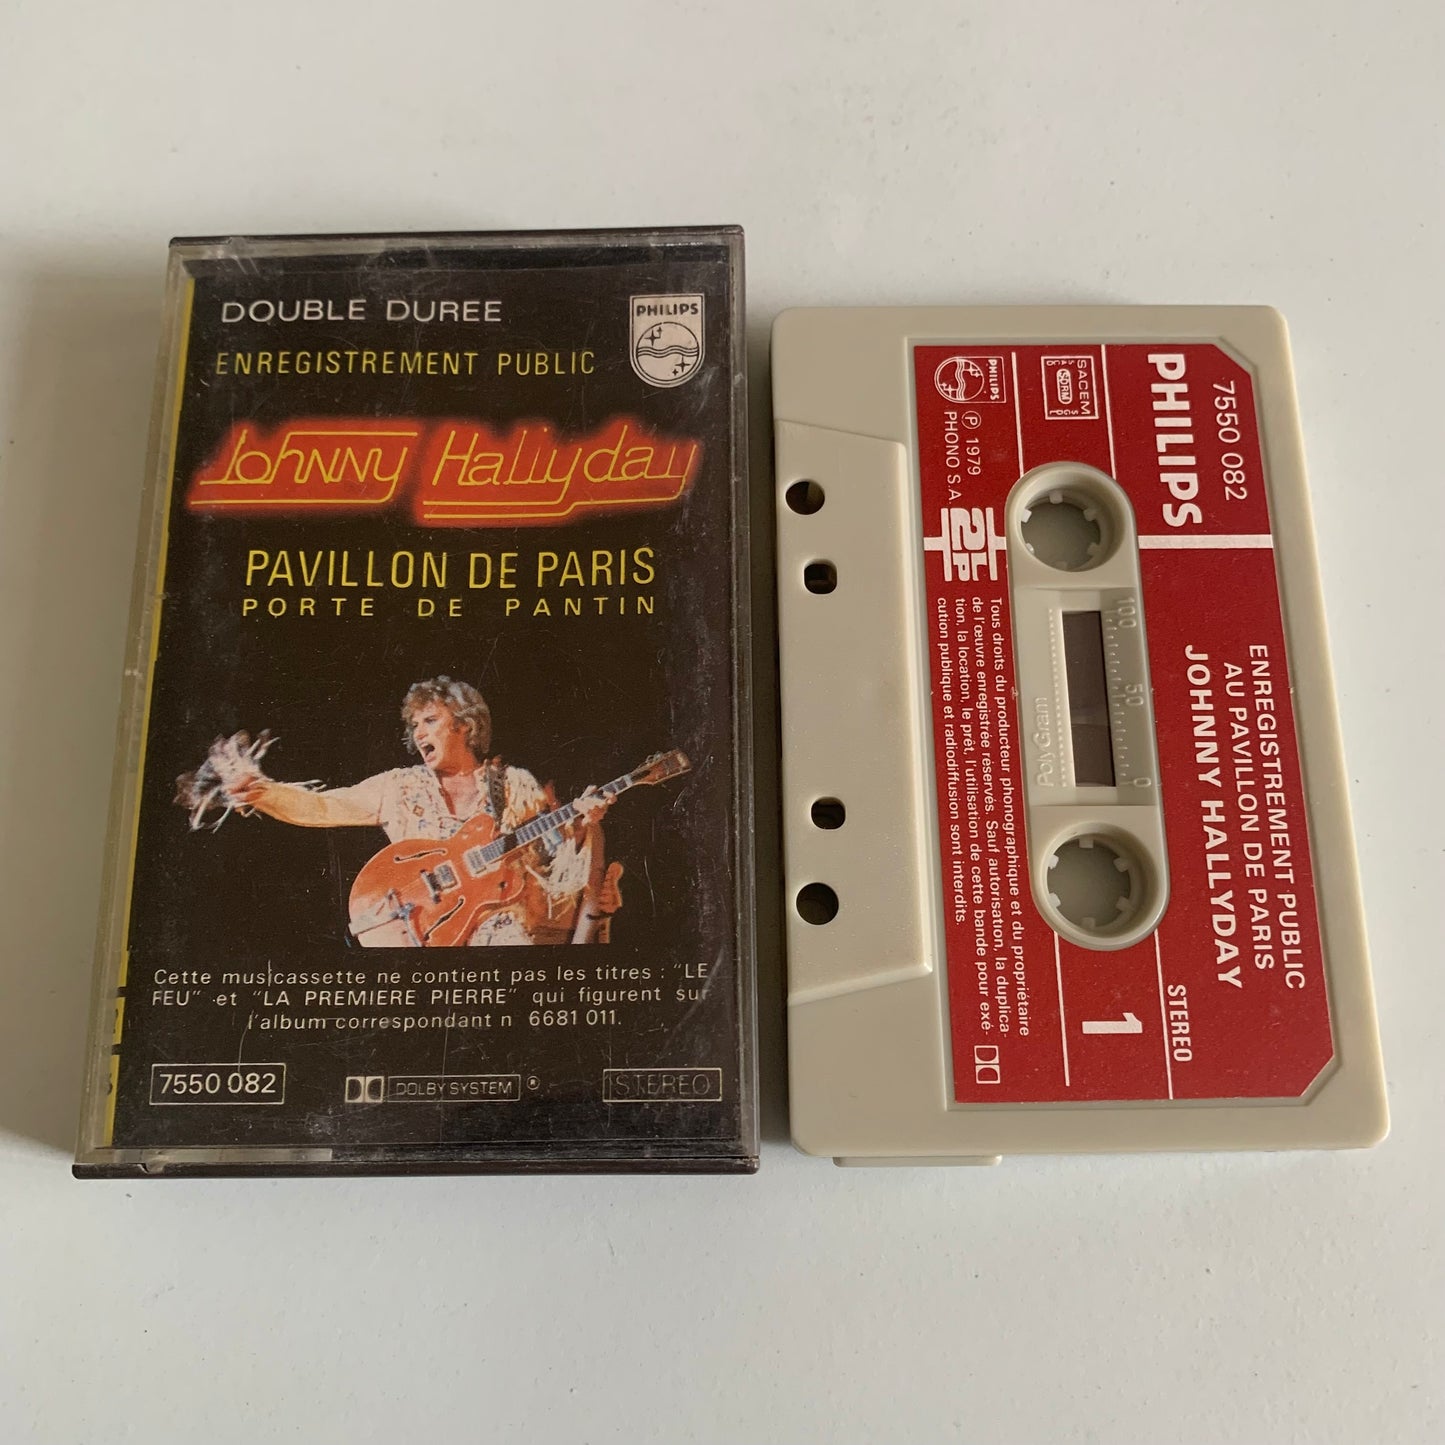 DOUBLE DUREE
PHILIPS
ENREGISTREMENT PUBLIC
Johnny Hallyday
PAVILLON DE PARIS
PORTE DE PANTIN
Cette musicassette ne contient pas les titres : "LE
FEU" et "LA PREMIERE PIERRE" qui figurent sur
l'album correspondant n 6681 011.
7550 082
DOLBY SYSTEM ®
STEREO
7550 082
PHILIPS
ENREGISTREMENT PUBLIC
AU PAVILLON DE PARIS
JOHNNY HALLYDAY
STEREO
1
SACEM
SDRM
PHILIPS
℗ 1979
PHONO S.A.
2LP
100 50 0
PolyGram
Tous droits du producteur phonographique et du propriétaire
de l'œuvre enregistrée réservés. Sauf autorisation, la duplica-
tion, la location, le prêt, l'utilisation de cette bande pour exé-
cution publique et radiodiffusion sont interdits.